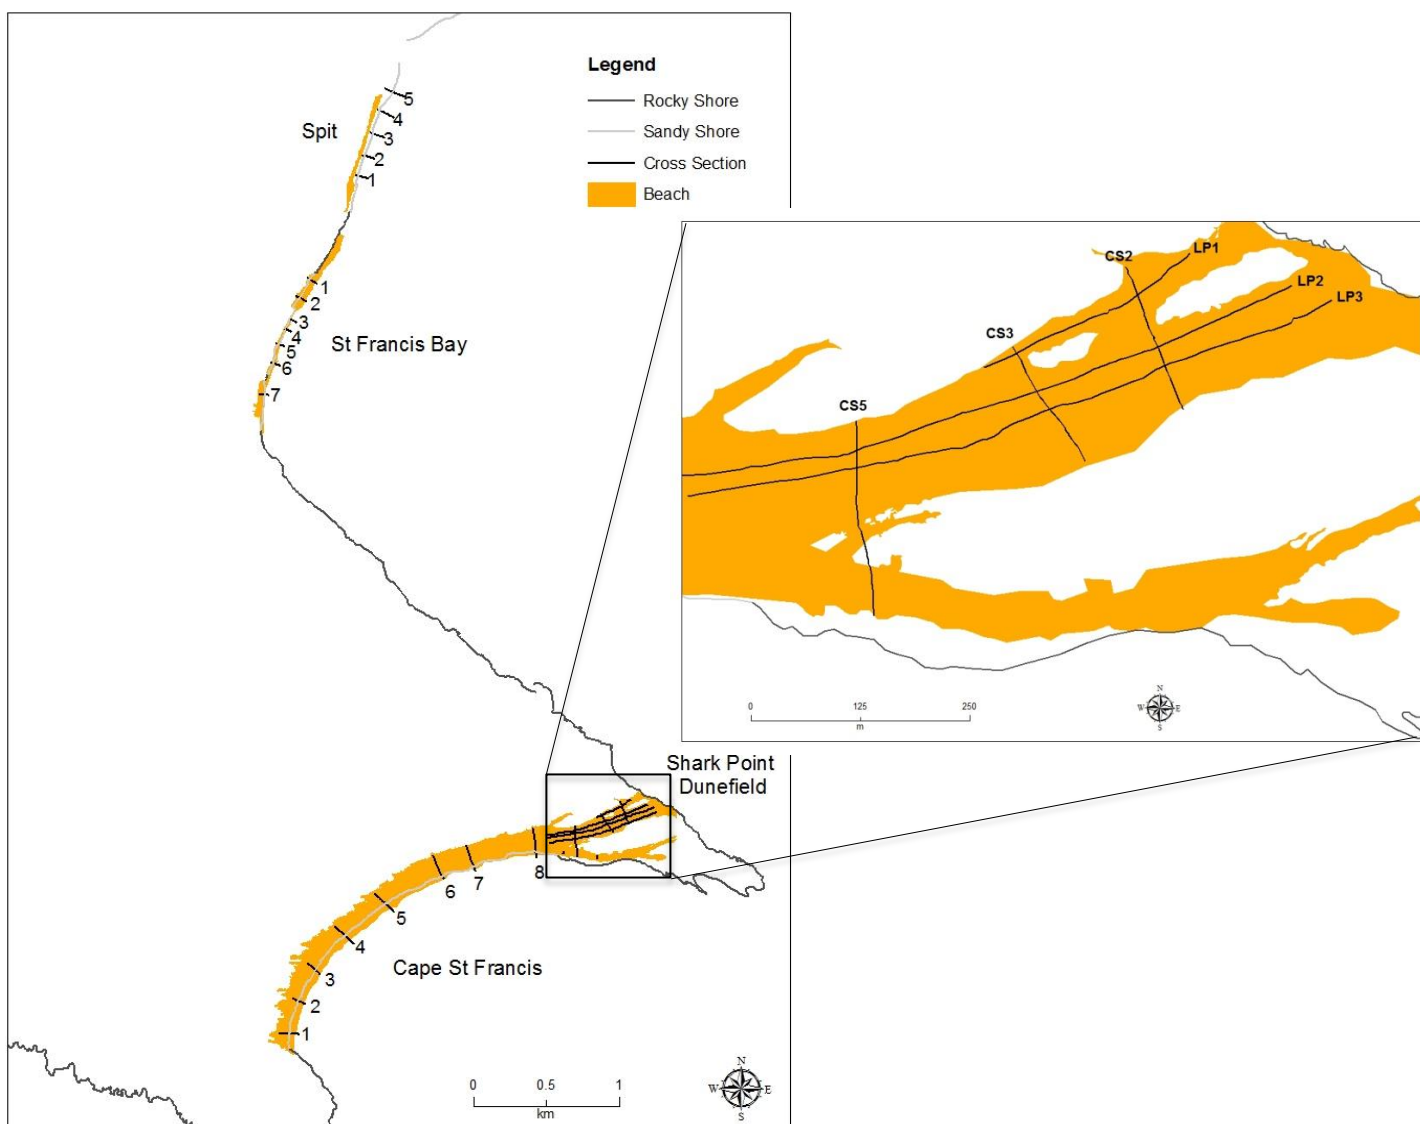 Legend
Rocky Shore
Sandy Shore
Cross Section
Beach
Spit
5
4
3
2
1
St Francis Bay
1
2
3
4
5
6
7
CS2
LP1
LP2
LP3
CS3
CS5
0 125 250
m
N
W E
S
Shark Point
Dunefield
8
7
6
5
4
3
2
1
Cape St Francis
0 0.5 1
km
N
W E
S